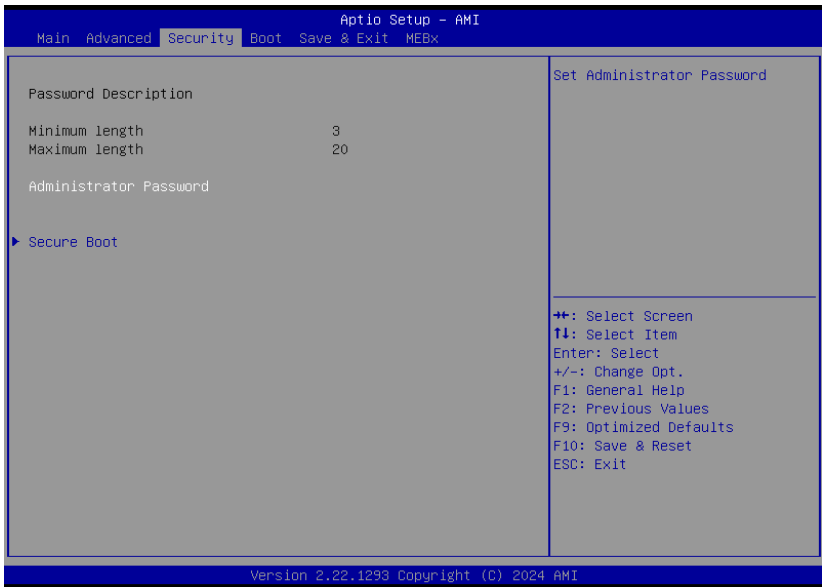 Aptio Setup – AMI
Main Advanced Security Boot Save & Exit MEBx
Password Description
Minimum length 3
Maximum length 20
Administrator Password
Secure Boot
Set Administrator Password
→←: Select Screen
↑↓: Select Item
Enter: Select
+/-: Change Opt.
F1: General Help
F2: Previous Values
F9: Optimized Defaults
F10: Save & Reset
ESC: Exit
Version 2.22.1293 Copyright (C) 2024 AMI